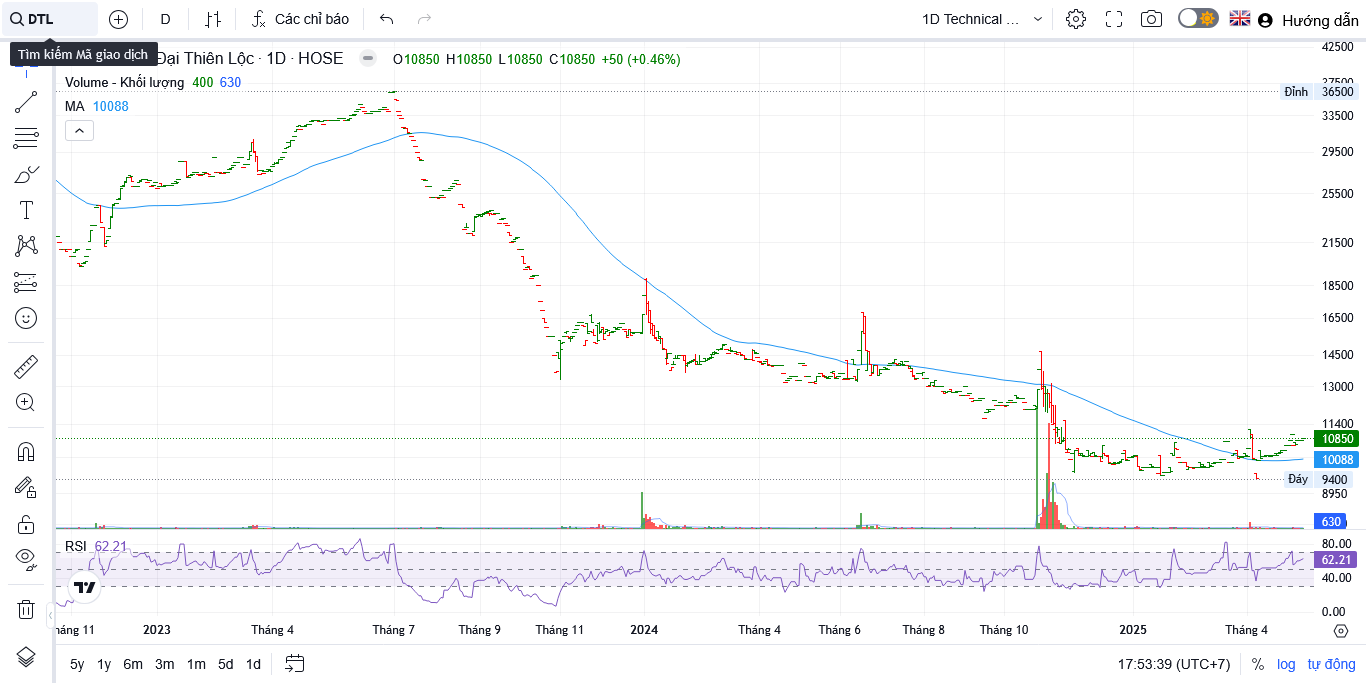 DTL
D
Các chỉ báo
1D Technical ...
Hướng dẫn
Tìm kiếm Mã giao dịch
Đại Thiên Lộc · 1D · HOSE
O10850 H10850 L10850 C10850 +50 (+0.46%)
Volume - Khối lượng 400 630
MA 10088
42500
Đỉnh 36500
33500
29500
25500
21500
18500
16500
14500
13000
11400
10850
10088
Đáy 9400
8950
630
RSI 62.21
80.00
62.21
40.00
0.00
háng 11 2023 Tháng 4 Tháng 7 Tháng 9 Tháng 11 2024 Tháng 4 Tháng 6 Tháng 8 Tháng 10 2025 Tháng 4
5y 1y 6m 3m 1m 5d 1d
17:53:39 (UTC+7) % log tự động